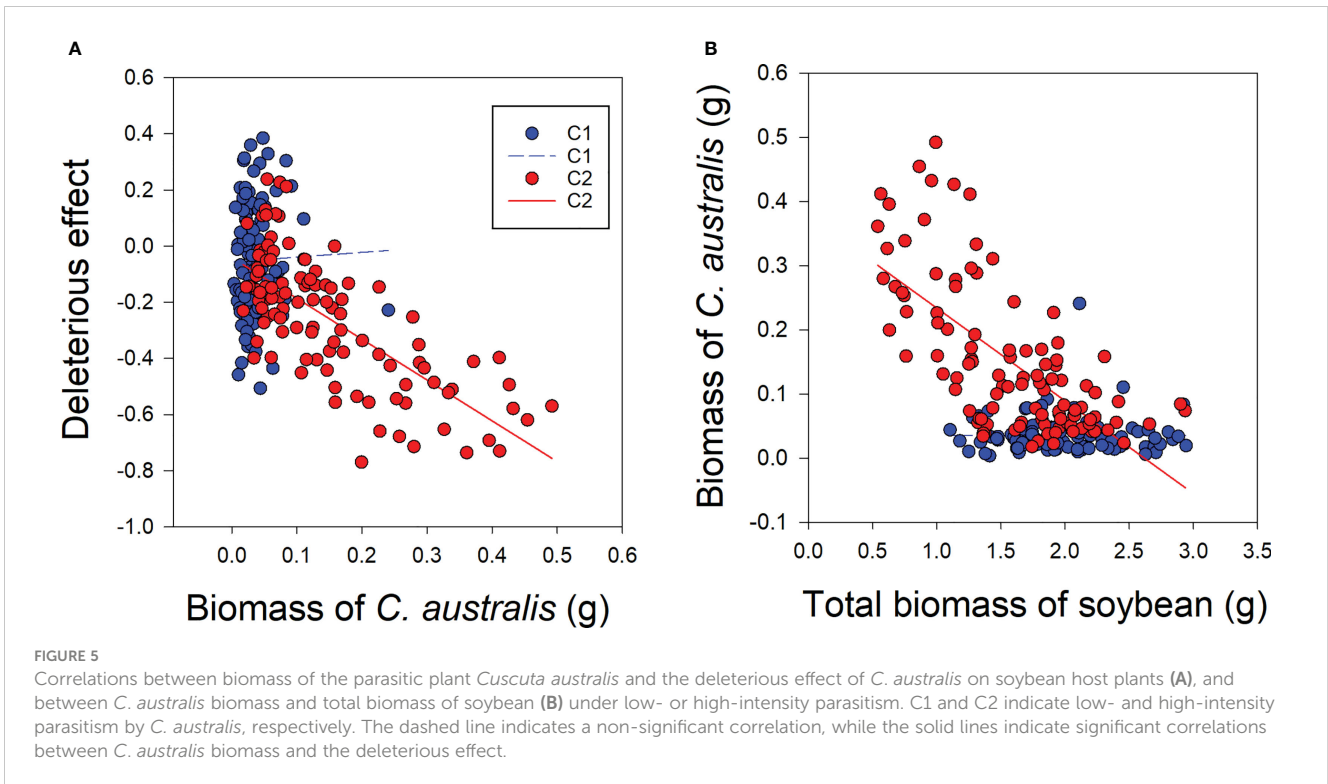 A
B
0.6
0.4
0.2
0.0
-0.2
-0.4
-0.6
-0.8
-1.0
Deleterious effect
C1
C1
C2
C2
0.0 0.1 0.2 0.3 0.4 0.5 0.6
Biomass of C. australis (g)
0.6
0.5
0.4
0.3
0.2
0.1
0.0
-0.1
Biomass of C. australis (g)
0.0 0.5 1.0 1.5 2.0 2.5 3.0 3.5
Total biomass of soybean (g)
FIGURE 5
Correlations between biomass of the parasitic plant Cuscuta australis and the deleterious effect of C. australis on soybean host plants (A), and
between C. australis biomass and total biomass of soybean (B) under low- or high-intensity parasitism. C1 and C2 indicate low- and high-intensity
parasitism by C. australis, respectively. The dashed line indicates a non-significant correlation, while the solid lines indicate significant correlations
between C. australis biomass and the deleterious effect.